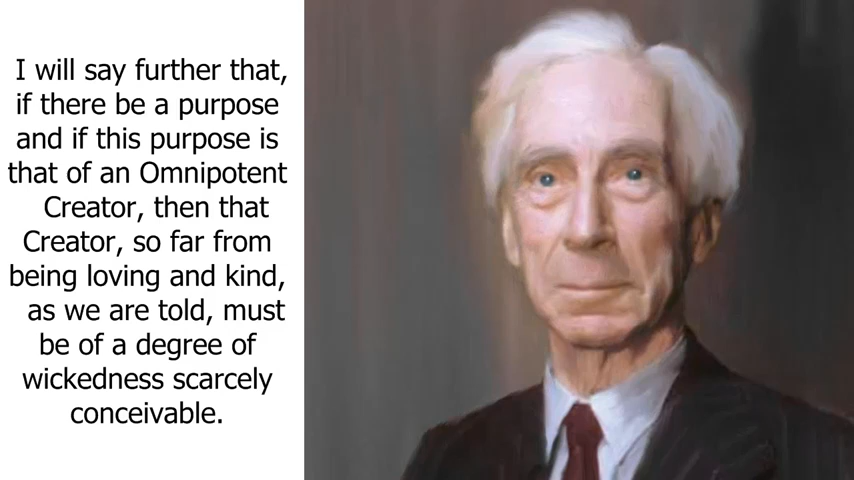 I will say further that,
if there be a purpose
and if this purpose is
that of an Omnipotent
Creator, then that
Creator, so far from
being loving and kind,
as we are told, must
be of a degree of
wickedness scarcely
conceivable.